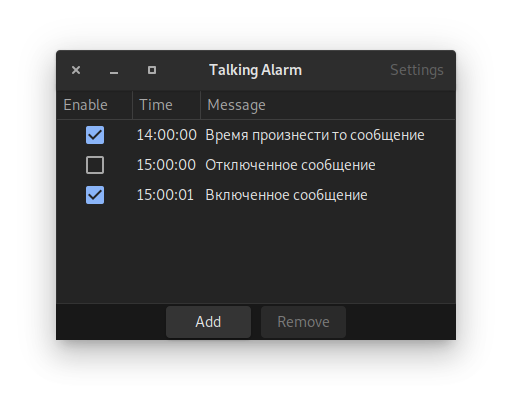 Talking Alarm Settings
Enable Time Message
14:00:00 Время произнести то сообщение
15:00:00 Отключенное сообщение
15:00:01 Включенное сообщение
Add Remove